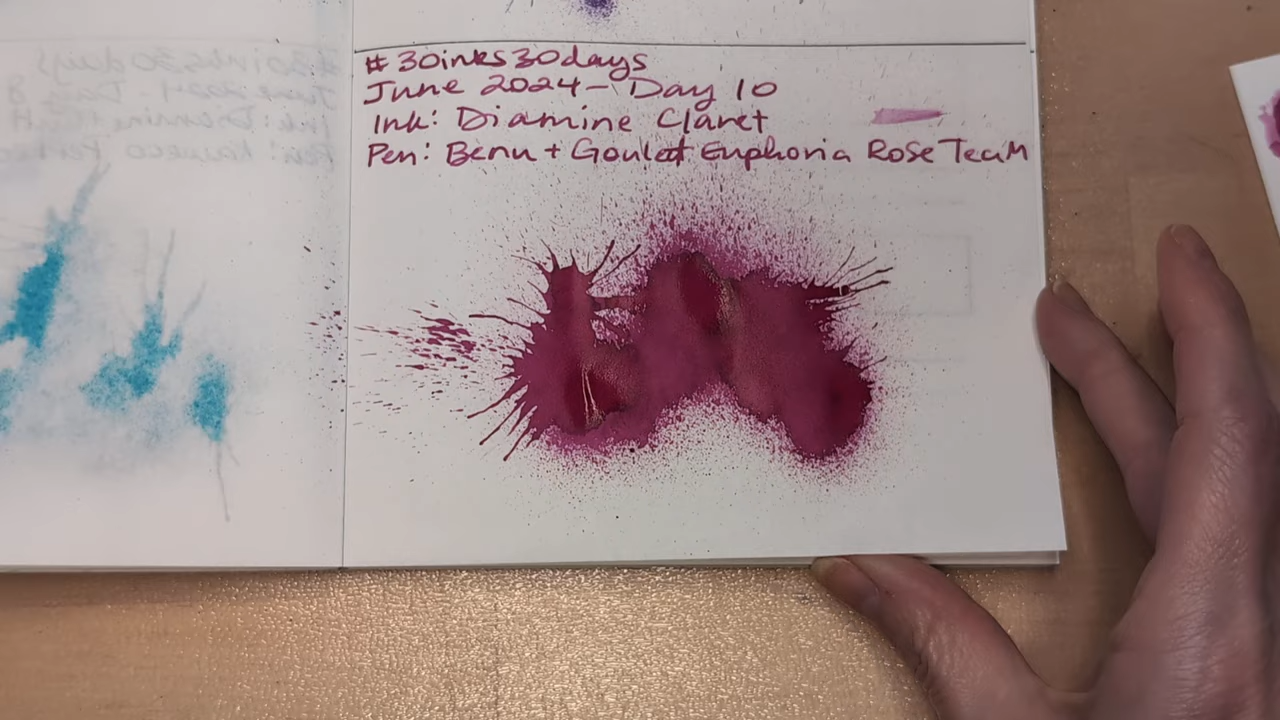 # 30inks30days
June 2024 - Day 10
Ink: Diamine Claret
Pen: Benu + Goulet Euphoria Rose TeaM